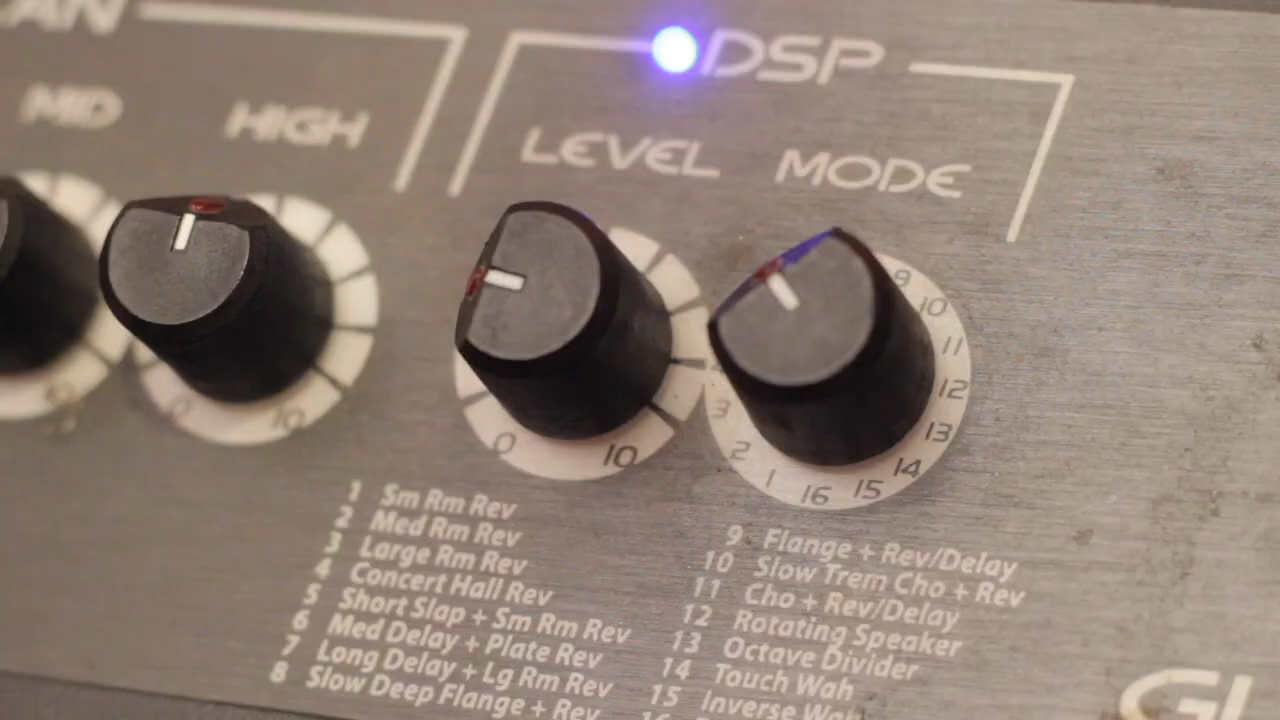 DSP
MID
HIGH
LEVEL
MODE
9
10
11
12
13
14
15
16
1
2
3
0
10
0
10
1 Sm Rm Rev
2 Med Rm Rev
3 Large Rm Rev
4 Concert Hall Rev
5 Short Slap + Sm Rm Rev
6 Med Delay + Plate Rev
7 Long Delay + Lg Rm Rev
8 Slow Deep Flange + Rev
9 Flange + Rev/Delay
10 Slow Trem Cho + Rev
11 Cho + Rev/Delay
12 Rotating Speaker
13 Octave Divider
14 Touch Wah
15 Inverse Wah